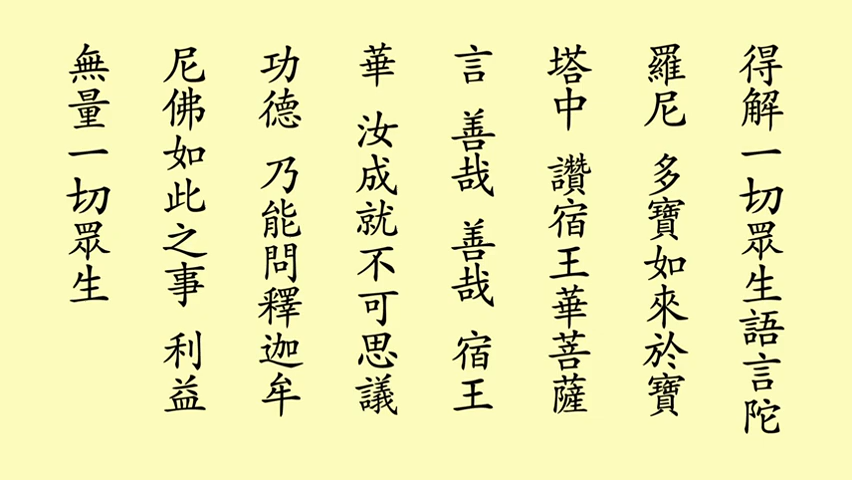 得解一切眾生語言陀
羅尼 多寶如來於寶
塔中 讚宿王華菩薩
言 善哉 善哉 宿王
華 汝成就不可思議
功德 乃能問釋迦牟
尼佛如此之事 利益
無量一切眾生